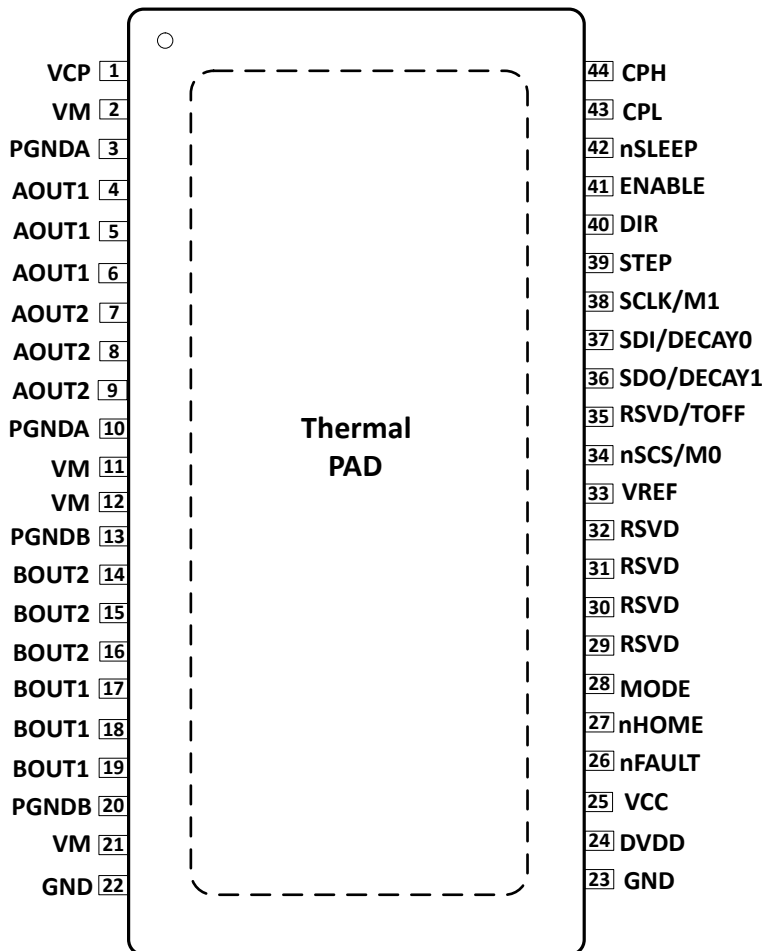 VCP 1
VM 2
PGNDA 3
AOUT1 4
AOUT1 5
AOUT1 6
AOUT2 7
AOUT2 8
AOUT2 9
PGNDA 10
VM 11
VM 12
PGNDB 13
BOUT2 14
BOUT2 15
BOUT2 16
BOUT1 17
BOUT1 18
BOUT1 19
PGNDB 20
VM 21
GND 22
Thermal
PAD
44 CPH
43 CPL
42 nSLEEP
41 ENABLE
40 DIR
39 STEP
38 SCLK/M1
37 SDI/DECAY0
36 SDO/DECAY1
35 RSVD/TOFF
34 nSCS/M0
33 VREF
32 RSVD
31 RSVD
30 RSVD
29 RSVD
28 MODE
27 nHOME
26 nFAULT
25 VCC
24 DVDD
23 GND